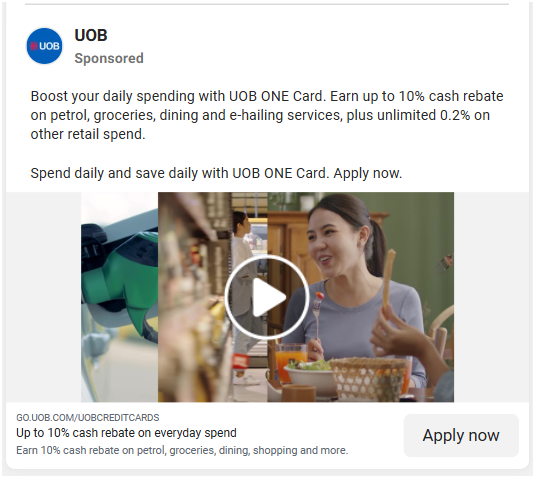 UOB
UOB
Sponsored
Boost your daily spending with UOB ONE Card. Earn up to 10% cash rebate
on petrol, groceries, dining and e-hailing services, plus unlimited 0.2% on
other retail spend.
Spend daily and save daily with UOB ONE Card. Apply now.
GO.UOB.COM/UOBCREDITCARDS
Up to 10% cash rebate on everyday spend
Earn 10% cash rebate on petrol, groceries, dining, shopping and more.
Apply now